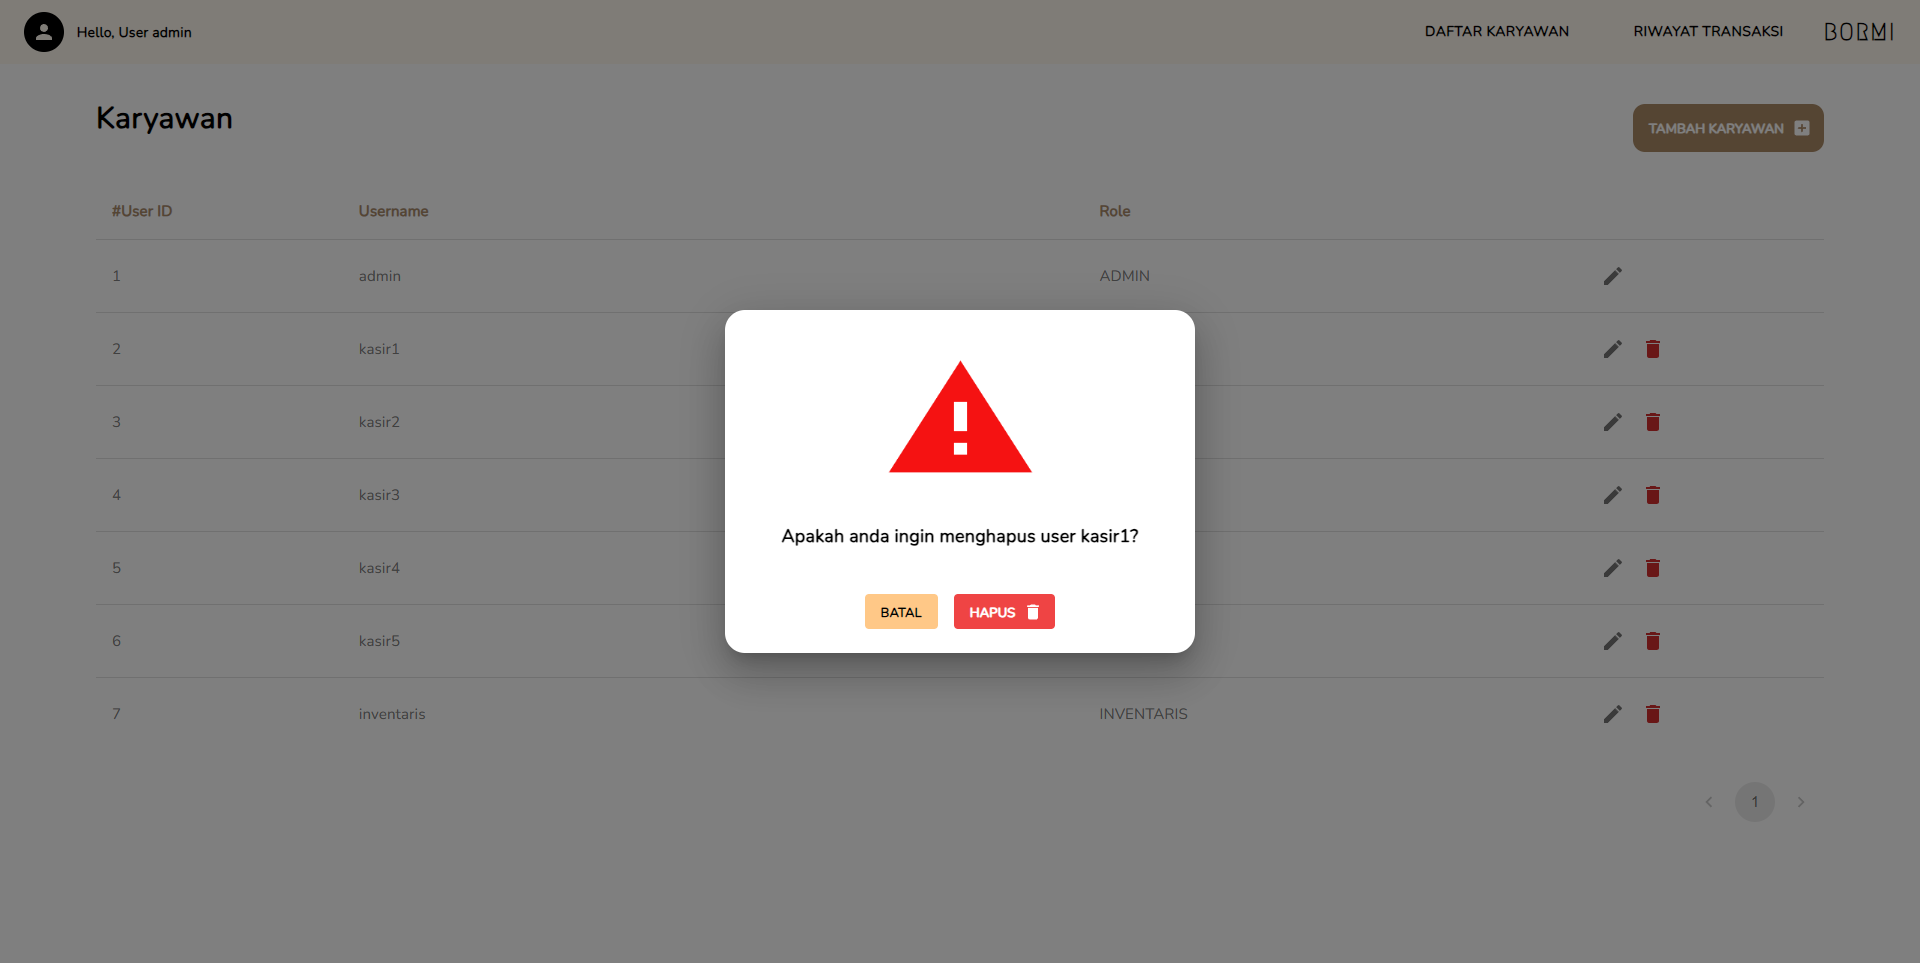 Hello, User admin
DAFTAR KARYAWAN
RIWAYAT TRANSAKSI
BORMI
Karyawan
TAMBAH KARYAWAN
#User ID Username Role
1 admin ADMIN
2 kasir1
3 kasir2
4 kasir3
5 kasir4
6 kasir5
7 inventaris INVENTARIS
Apakah anda ingin menghapus user kasir1?
BATAL
HAPUS
1